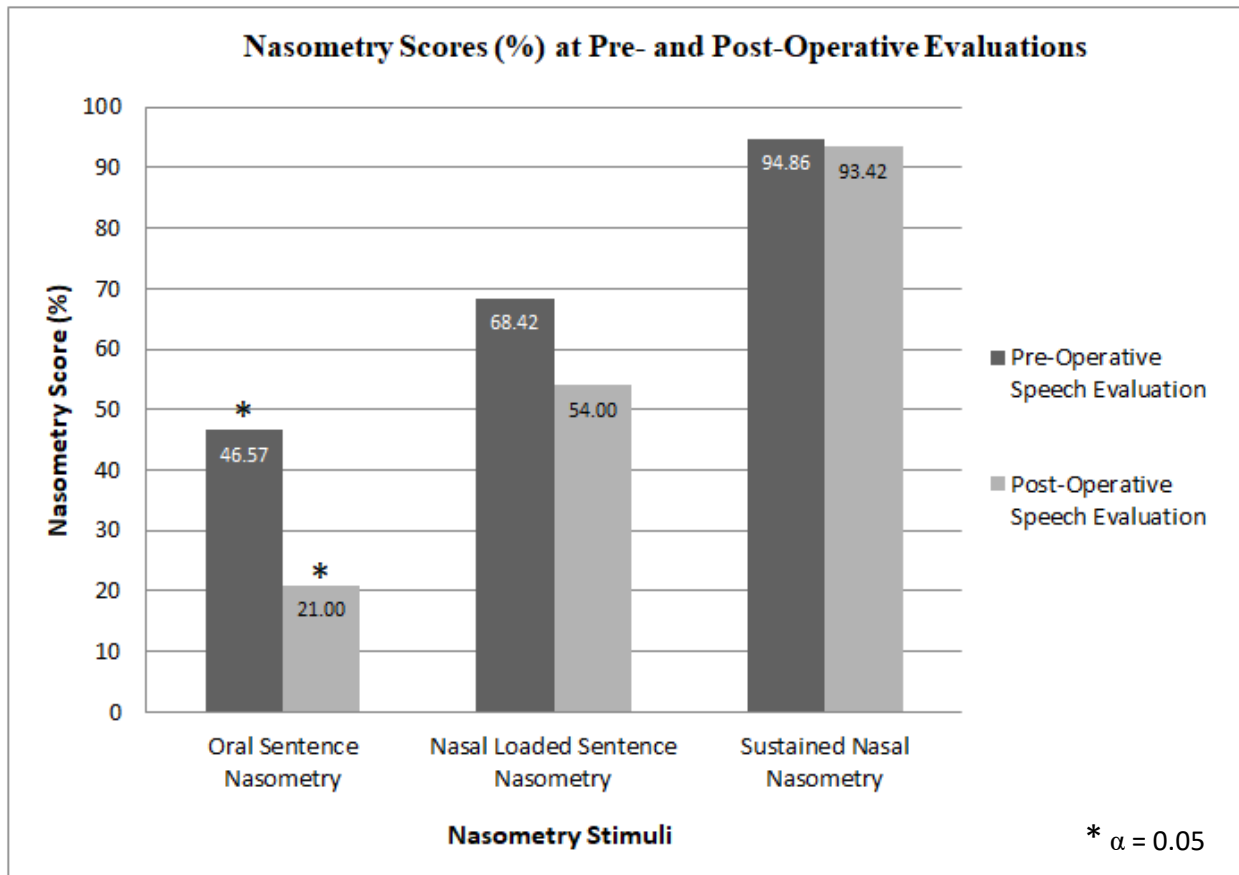 Nasometry Scores (%) at Pre- and Post-Operative Evaluations
100
90
80
70
60
50
40
30
20
10
0
Nasometry Score (%)
*
46.57
*
21.00
68.42
54.00
94.86
93.42
Oral Sentence
Nasometry
Nasal Loaded Sentence
Nasometry
Sustained Nasal
Nasometry
Nasometry Stimuli
Pre-Operative
Speech Evaluation
Post-Operative
Speech Evaluation
* α = 0.05